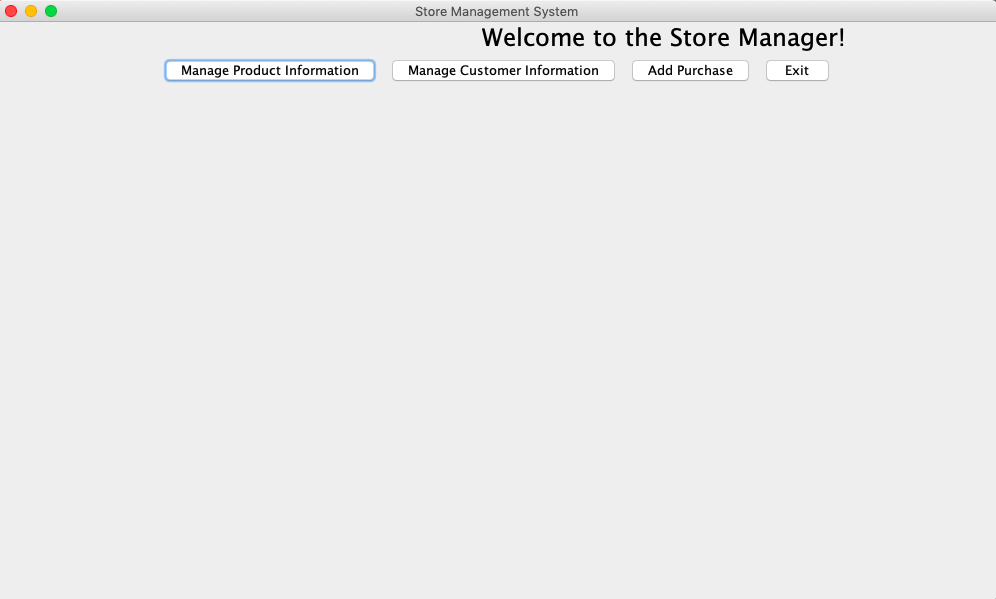 Store Management System
Welcome to the Store Manager!
Manage Product Information Manage Customer Information Add Purchase Exit